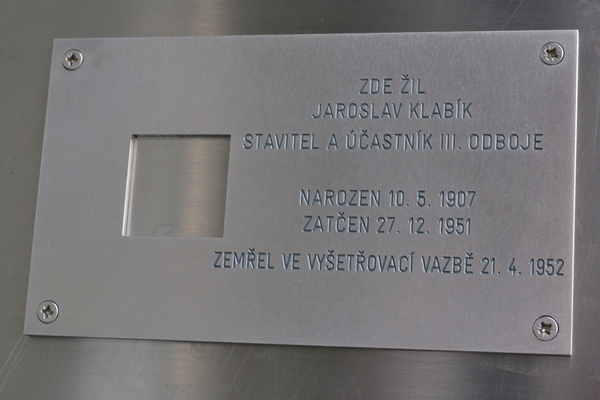 ZDE ŽIL
JAROSLAV KLABÍK
STAVITEL A ÚČASTNÍK III. ODBOJE
NAROZEN 10. 5. 1907
ZATČEN 27. 12. 1951
ZEMŘEL VE VYŠETŘOVACÍ VAZBĚ 21. 4. 1952